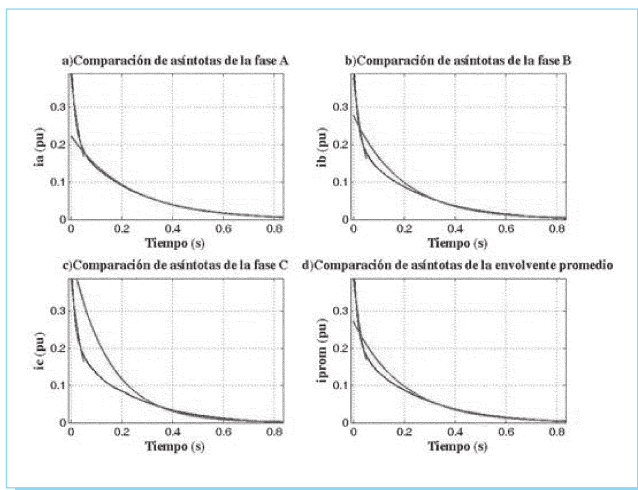 a)Comparación de asíntotas de la fase A
ia (pu)
0.3
0.2
0.1
0
0 0.2 0.4 0.6 0.8
Tiempo (s)
b)Comparación de asíntotas de la fase B
ib (pu)
0.3
0.2
0.1
0
0 0.2 0.4 0.6 0.8
Tiempo (s)
c)Comparación de asíntotas de la fase C
ic (pu)
0.3
0.2
0.1
0
0 0.2 0.4 0.6 0.8
Tiempo (s)
d)Comparación de asíntotas de la envolvente promedio
iprom (pu)
0.3
0.2
0.1
0
0 0.2 0.4 0.6 0.8
Tiempo (s)